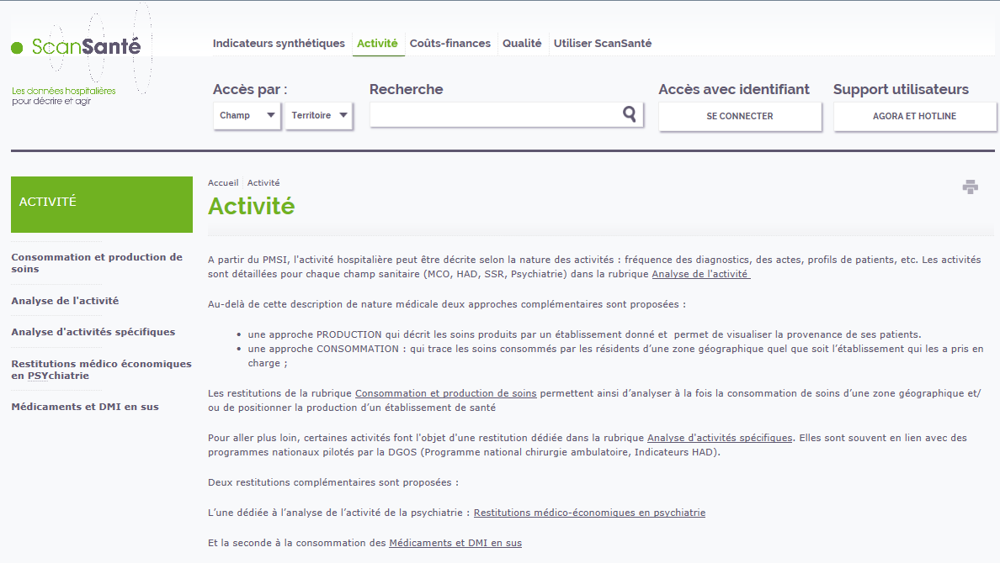 ScanSanté
Les données hospitalières
pour décrire et agir
Indicateurs synthétiques
Activité
Coûts-finances
Qualité
Utiliser ScanSanté
Accès par :
Champ
Territoire
Recherche
Accès avec identifiant
SE CONNECTER
Support utilisateurs
AGORA ET HOTLINE
ACTIVITÉ
Consommation et production de
soins
Analyse de l'activité
Analyse d'activités spécifiques
Restitutions médico économiques
en PSYchiatrie
Médicaments et DMI en sus
Accueil
Activité
Activité
A partir du PMSI, l'activité hospitalière peut être décrite selon la nature des activités : fréquence des diagnostics, des actes, profils de patients, etc. Les activités
sont détaillées pour chaque champ sanitaire (MCO, HAD, SSR, Psychiatrie) dans la rubrique Analyse de l'activité
Au-delà de cette description de nature médicale deux approches complémentaires sont proposées :
• une approche PRODUCTION qui décrit les soins produits par un établissement donné et permet de visualiser la provenance de ses patients.
• une approche CONSOMMATION : qui trace les soins consommés par les résidents d’une zone géographique quel que soit l’établissement qui les a pris en
charge ;
Les restitutions de la rubrique Consommation et production de soins permettent ainsi d’analyser à la fois la consommation de soins d’une zone géographique et/
ou de positionner la production d’un établissement de santé
Pour aller plus loin, certaines activités font l'objet d'une restitution dédiée dans la rubrique Analyse d'activités spécifiques. Elles sont souvent en lien avec des
programmes nationaux pilotés par la DGOS (Programme national chirurgie ambulatoire, Indicateurs HAD).
Deux restitutions complémentaires sont proposées :
L’une dédiée à l’analyse de l’activité de la psychiatrie : Restitutions médico-économiques en psychiatrie
Et la seconde à la consommation des Médicaments et DMI en sus